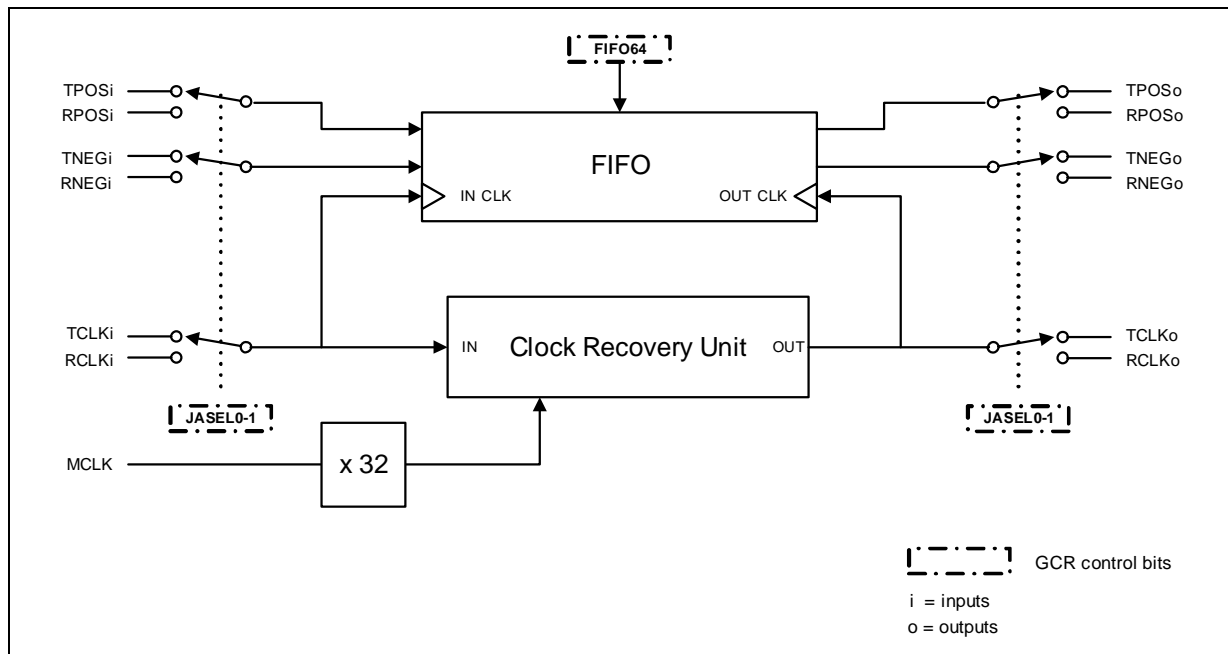 FIFO64
TPOSi
RPOSi
TNEGi
RNEGi
FIFO
IN CLK
OUT CLK
TPOSo
RPOSo
TNEGo
RNEGo
TCLKi
RCLKi
IN
Clock Recovery Unit
OUT
TCLKo
RCLKo
JASEL0-1
JASEL0-1
MCLK
x 32
GCR control bits
i = inputs
o = outputs